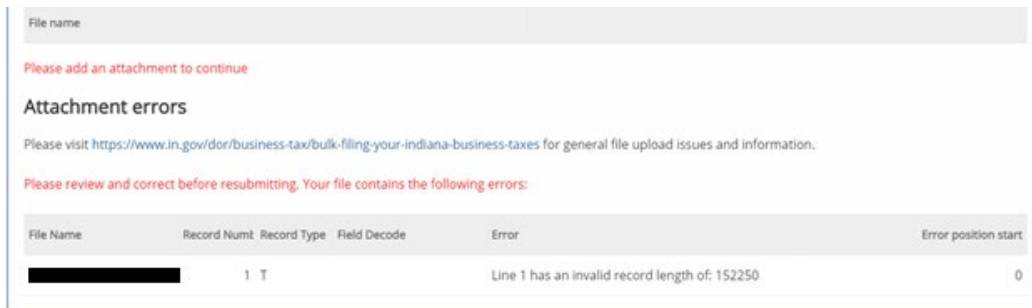 File name
Please add an attachment to continue
Attachment errors
Please visit https://www.in.gov/dor/business-tax/bulk-filing-your-indiana-business-taxes for general file upload issues and information.
Please review and correct before resubmitting. Your file contains the following errors:
File Name Record Numb Record Type Field Decode Error Error position start
1 T Line 1 has an invalid record length of: 152250 0